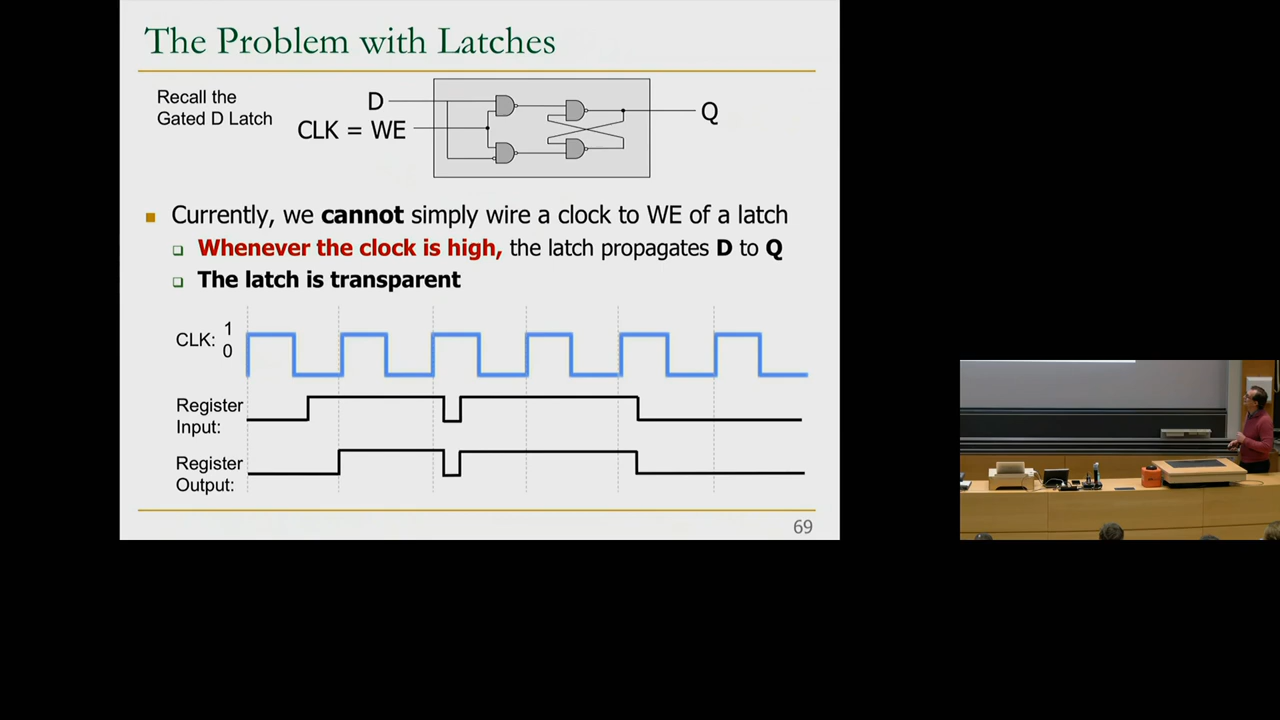 The Problem with Latches
Recall the
Gated D Latch
D
CLK = WE
Q
Currently, we cannot simply wire a clock to WE of a latch
Whenever the clock is high, the latch propagates D to Q
The latch is transparent
CLK:
1
0
Register
Input:
Register
Output:
69